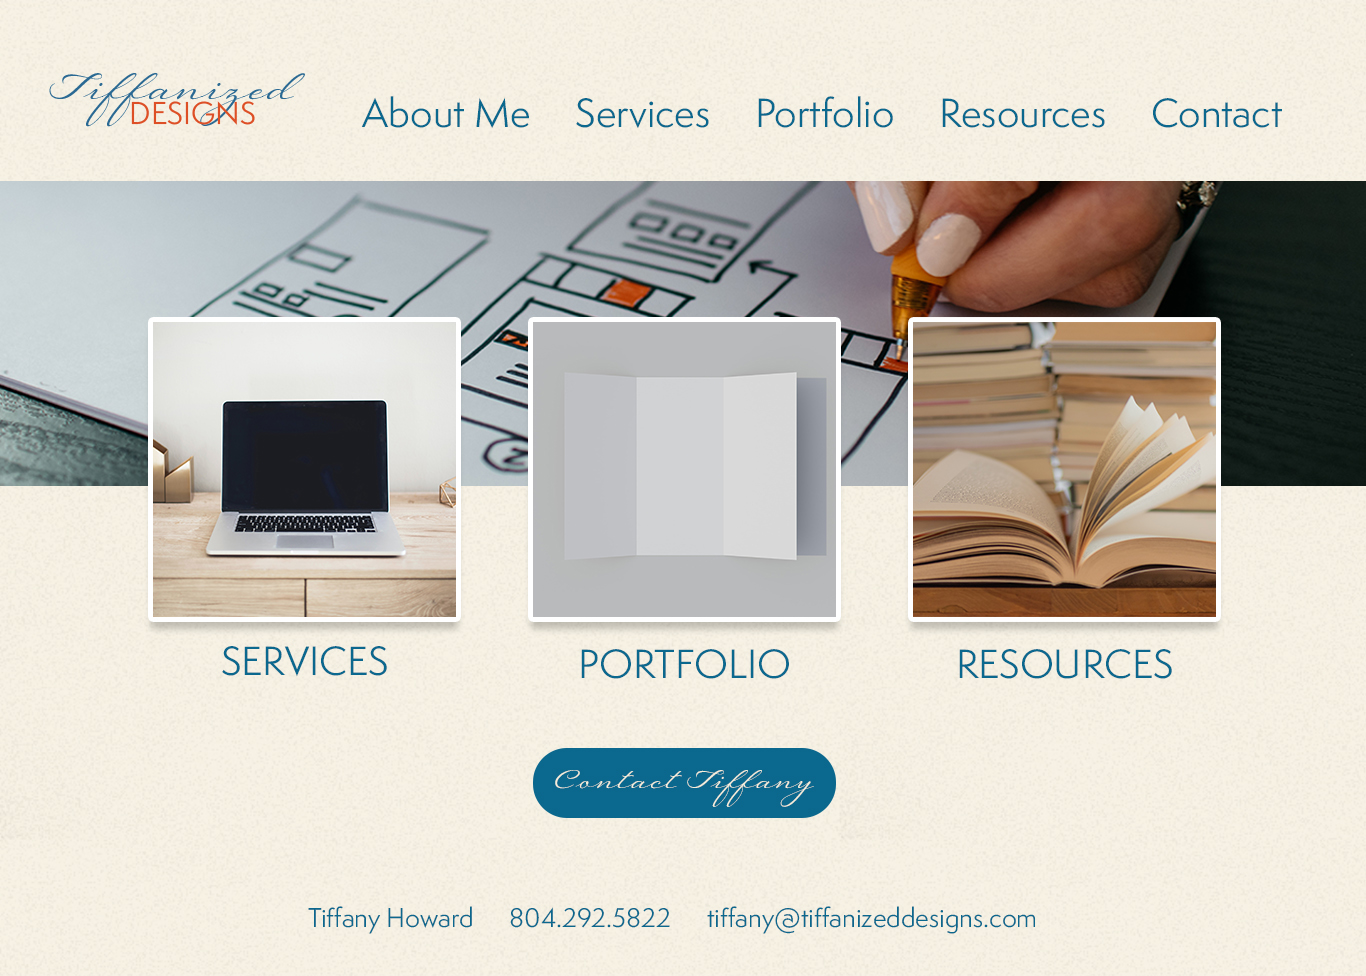 Tiffanized
DESIGNS
About Me Services Portfolio Resources Contact
2
SERVICES PORTFOLIO RESOURCES
Contact Tiffany
Tiffany Howard 804.292.5822 tiffany@tiffanizeddesigns.com